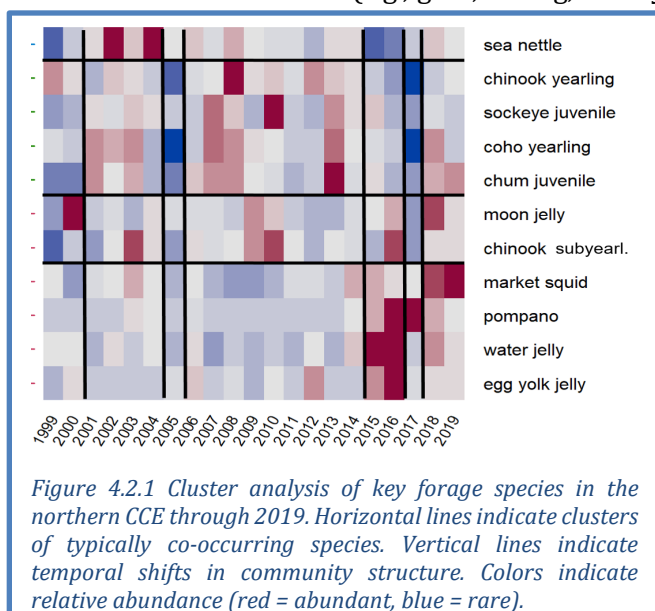 sea nettle
chinook yearling
sockeye juvenile
coho yearling
chum juvenile
moon jelly
chinook subyearl.
market squid
pompano
water jelly
egg yolk jelly
1999 2000 2001 2002 2003 2004 2005 2006 2007 2008 2009 2010 2011 2012 2013 2014 2015 2016 2017 2018 2019
Figure 4.2.1 Cluster analysis of key forage species in the
northern CCE through 2019. Horizontal lines indicate clusters
of typically co-occurring species. Vertical lines indicate
temporal shifts in community structure. Colors indicate
relative abundance (red = abundant, blue = rare).